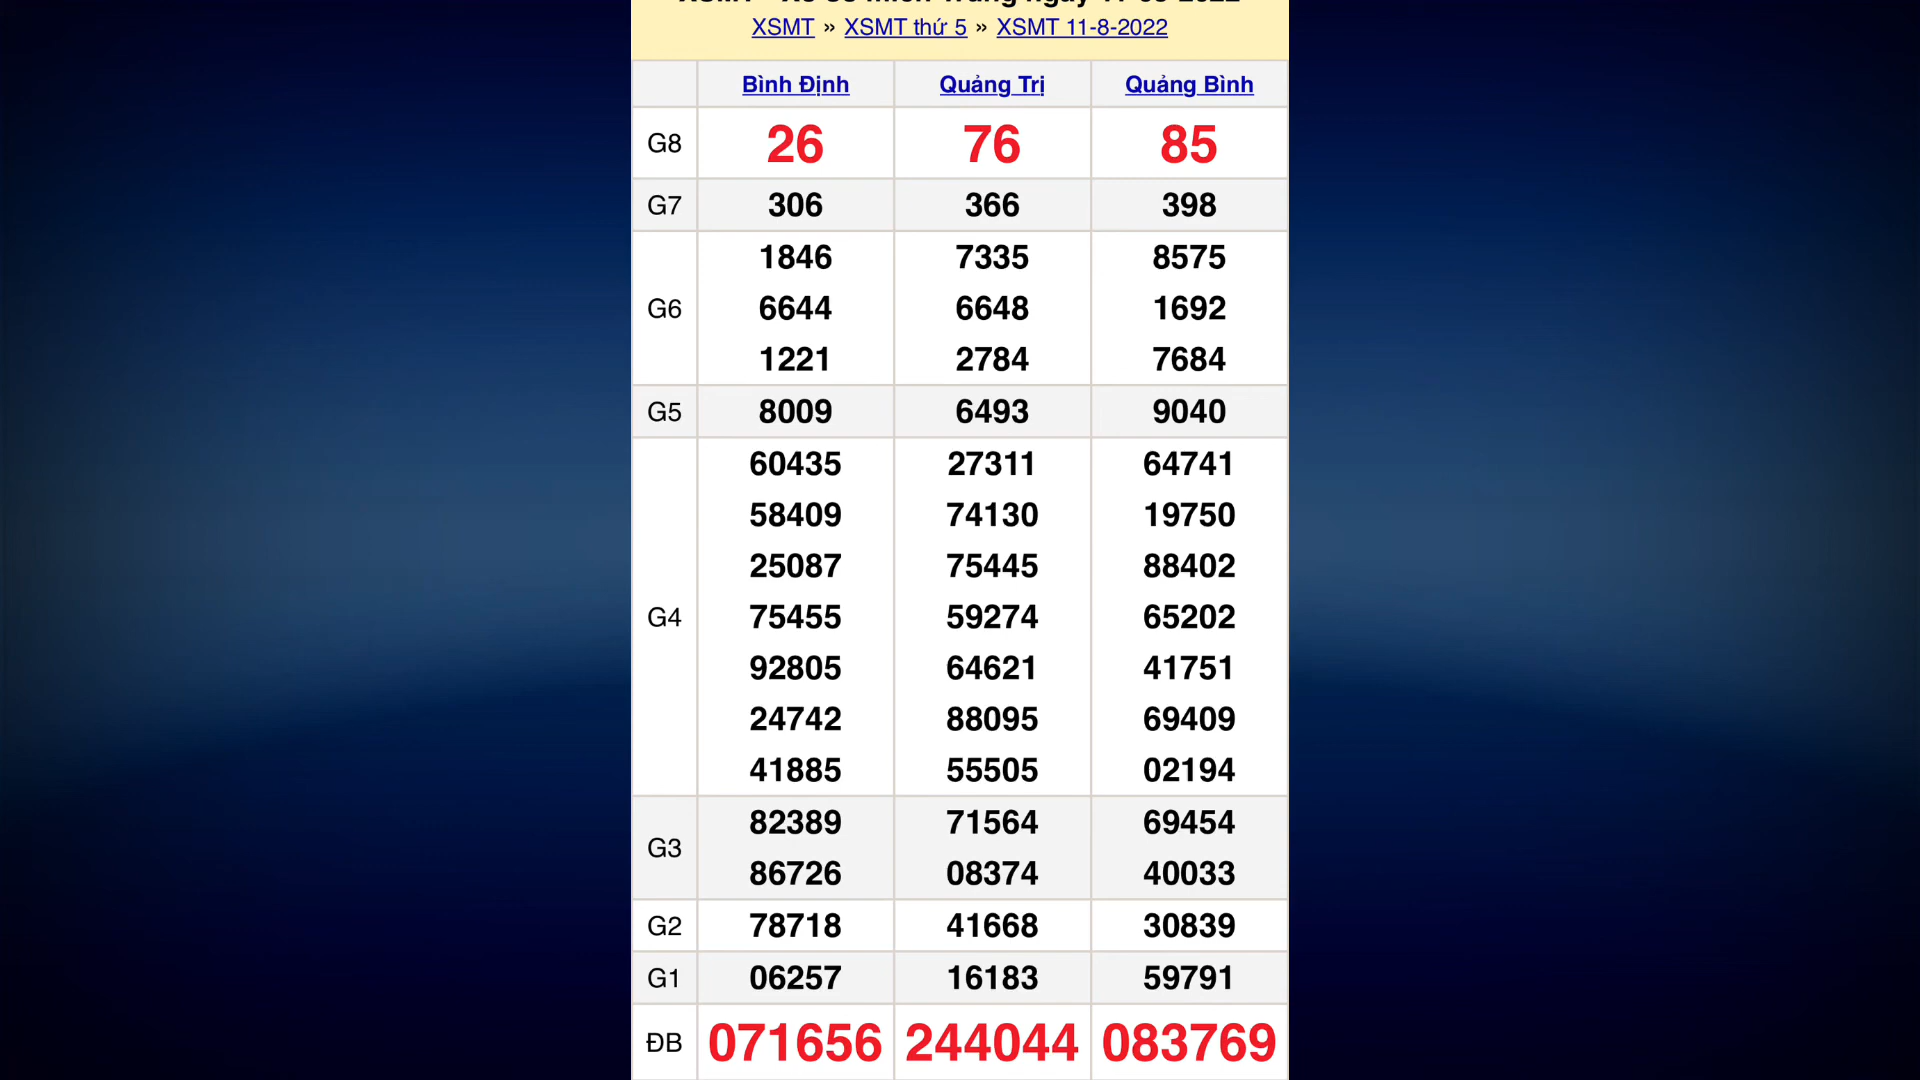 XSMT » XSMT thứ 5 » XSMT 11-8-2022
Bình Định Quảng Trị Quảng Bình
G8 26 76 85
G7 306 366 398
1846 7335 8575
G6 6644 6648 1692
1221 2784 7684
G5 8009 6493 9040
60435 27311 64741
58409 74130 19750
25087 75445 88402
G4 75455 59274 65202
92805 64621 41751
24742 88095 69409
41885 55505 02194
G3
82389 71564 69454
86726 08374 40033
G2 78718 41668 30839
G1 06257 16183 59791
ĐB 071656 244044 083769